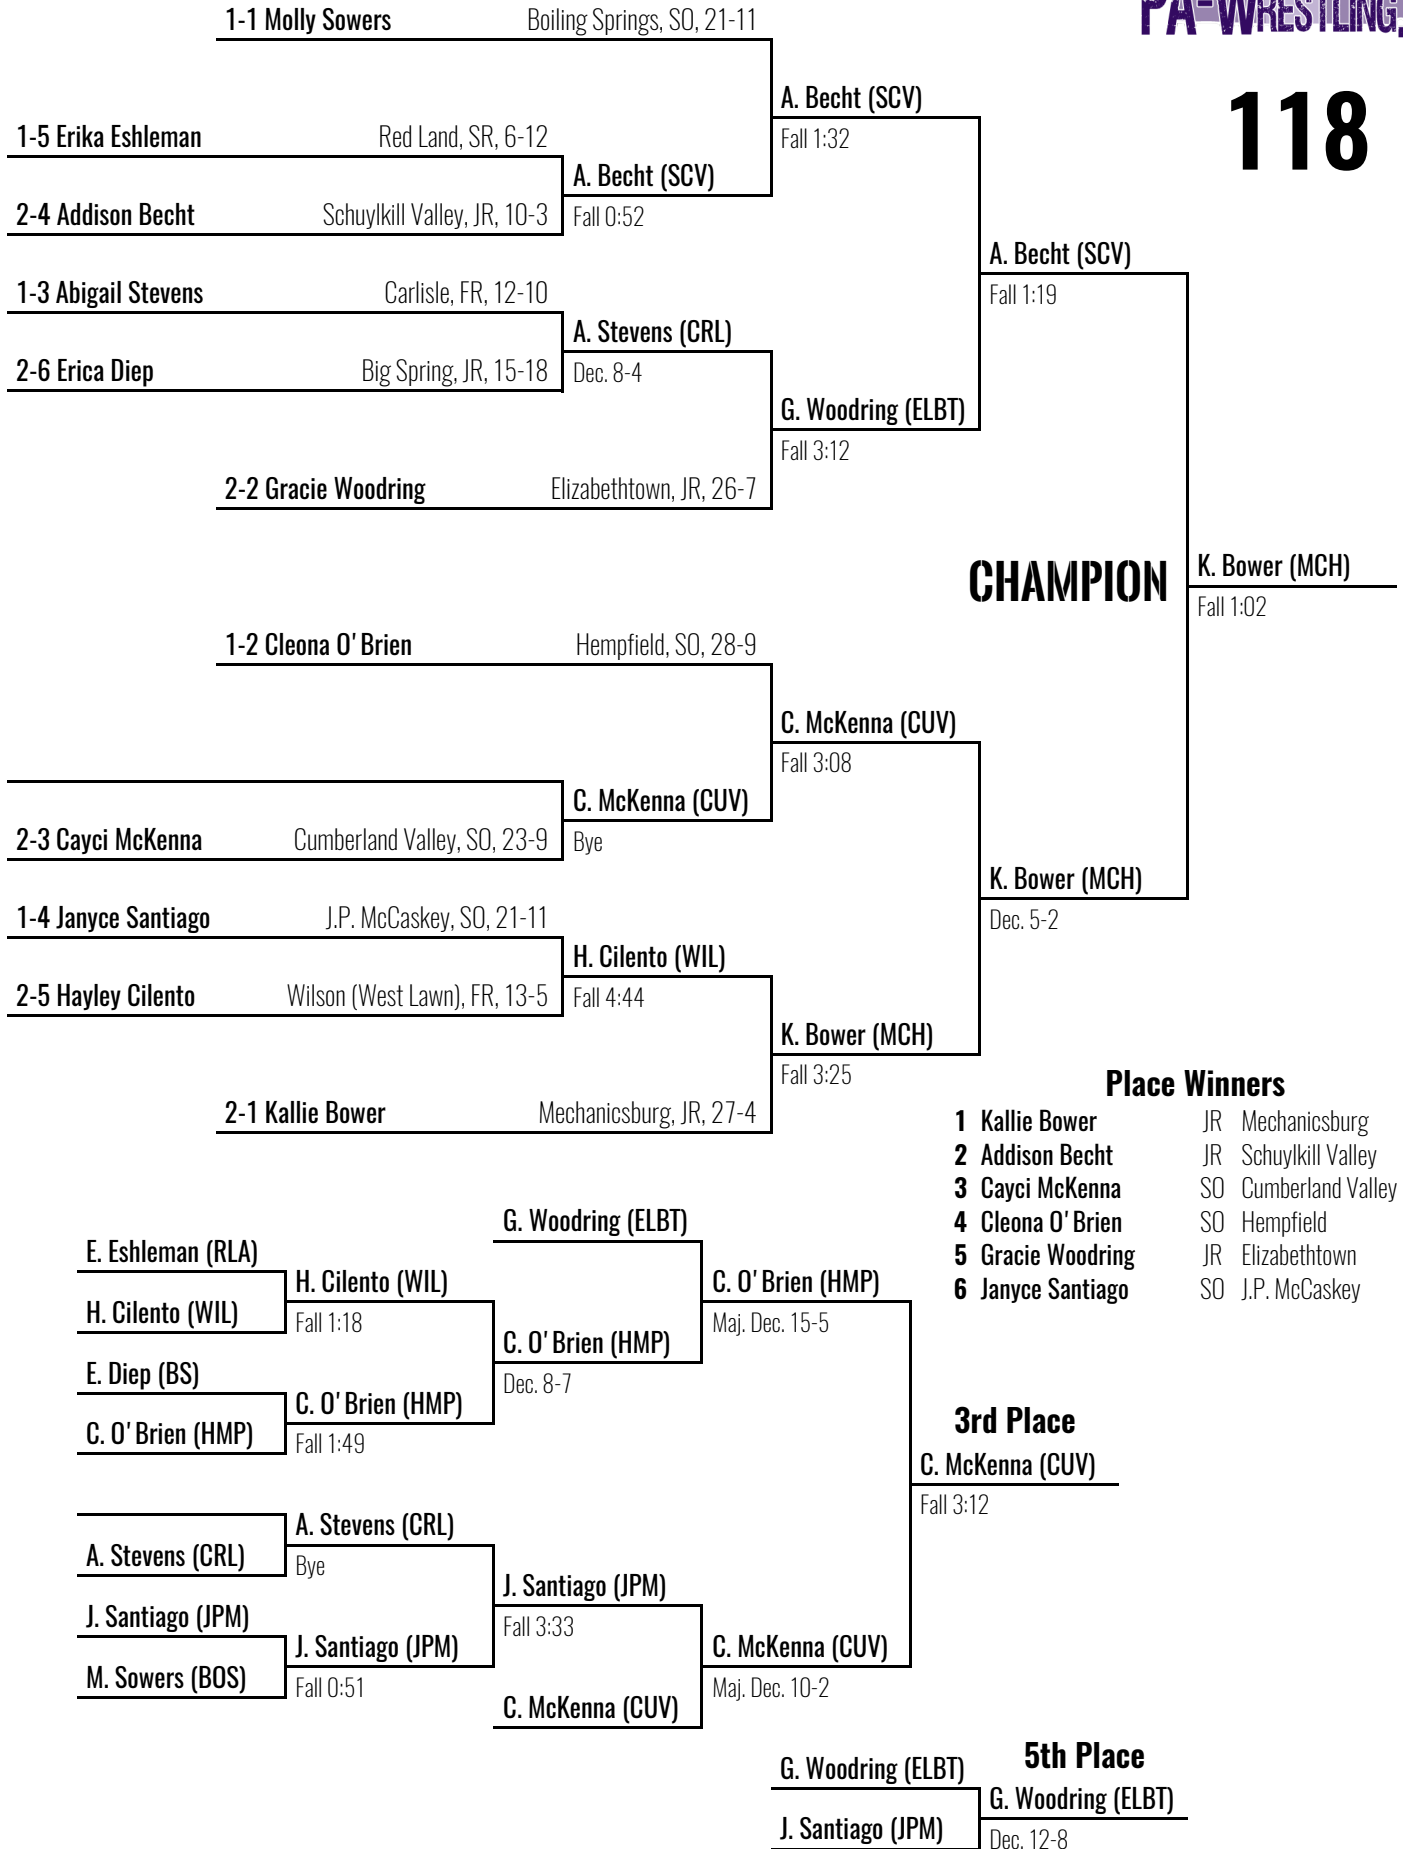 PA-WRESTLING.
118
1-1 Molly Sowers Boiling Springs, SO, 21-11
A. Becht (SCV)
Fall 1:32
1-5 Erika Eshleman Red Land, SR, 6-12
A. Becht (SCV)
Fall 0:52
2-4 Addison Becht Schuylkill Valley, JR, 10-3
A. Becht (SCV)
Fall 1:19
1-3 Abigail Stevens Carlisle, FR, 12-10
A. Stevens (CRL)
Dec. 8-4
2-6 Erica Diep Big Spring, JR, 15-18
G. Woodring (ELBT)
Fall 3:12
2-2 Gracie Woodring Elizabethtown, JR, 26-7
CHAMPION
K. Bower (MCH)
Fall 1:02
1-2 Cleona O'Brien Hempfield, SO, 28-9
C. McKenna (CUV)
Fall 3:08
C. McKenna (CUV)
Bye
2-3 Cayci McKenna Cumberland Valley, SO, 23-9
K. Bower (MCH)
Dec. 5-2
1-4 Janyce Santiago J.P. McCaskey, SO, 21-11
H. Cilento (WIL)
Fall 4:44
2-5 Hayley Cilento Wilson (West Lawn), FR, 13-5
K. Bower (MCH)
Fall 3:25
2-1 Kallie Bower Mechanicsburg, JR, 27-4
Place Winners
1 Kallie Bower JR Mechanicsburg
2 Addison Becht JR Schuylkill Valley
3 Cayci McKenna SO Cumberland Valley
4 Cleona O'Brien SO Hempfield
5 Gracie Woodring JR Elizabethtown
6 Janyce Santiago SO J.P. McCaskey
G. Woodring (ELBT)
E. Eshleman (RLA)
H. Cilento (WIL)
Fall 1:18
H. Cilento (WIL)
C. O'Brien (HMP)
Maj. Dec. 15-5
C. O'Brien (HMP)
Dec. 8-7
E. Diep (BS)
C. O'Brien (HMP)
Fall 1:49
C. O'Brien (HMP)
3rd Place
C. McKenna (CUV)
Fall 3:12
A. Stevens (CRL)
Bye
A. Stevens (CRL)
J. Santiago (JPM)
Fall 3:33
J. Santiago (JPM)
J. Santiago (JPM)
Fall 0:51
M. Sowers (BOS)
C. McKenna (CUV)
Maj. Dec. 10-2
C. McKenna (CUV)
5th Place
G. Woodring (ELBT)
G. Woodring (ELBT)
Dec. 12-8
J. Santiago (JPM)